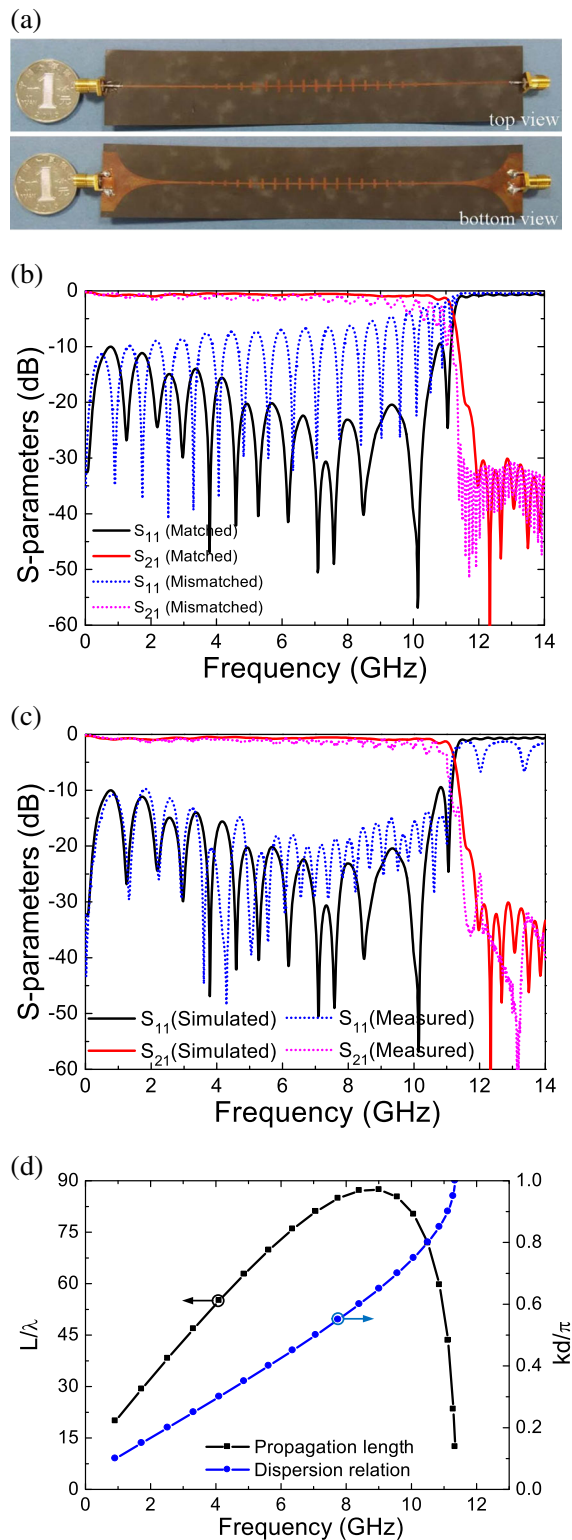 (a)
1
top view
1
bottom view
(b)
0
-10
-20
-30
-40
-50
-60
S-parameters (dB)
S11 (Matched)
S21 (Matched)
S11 (Mismatched)
S21 (Mismatched)
0 2 4 6 8 10 12 14
Frequency (GHz)
(c)
0
-10
-20
-30
-40
-50
-60
S-parameters (dB)
S11(Simulated) S11(Measured)
S21(Simulated) S21(Measured)
0 2 4 6 8 10 12 14
Frequency (GHz)
(d)
90
75
60
45
30
15
0
L/λ
1.0
0.8
0.6
0.4
0.2
0.0
kd/π
Propagation length
Dispersion relation
0 2 4 6 8 10 12
Frequency (GHz)